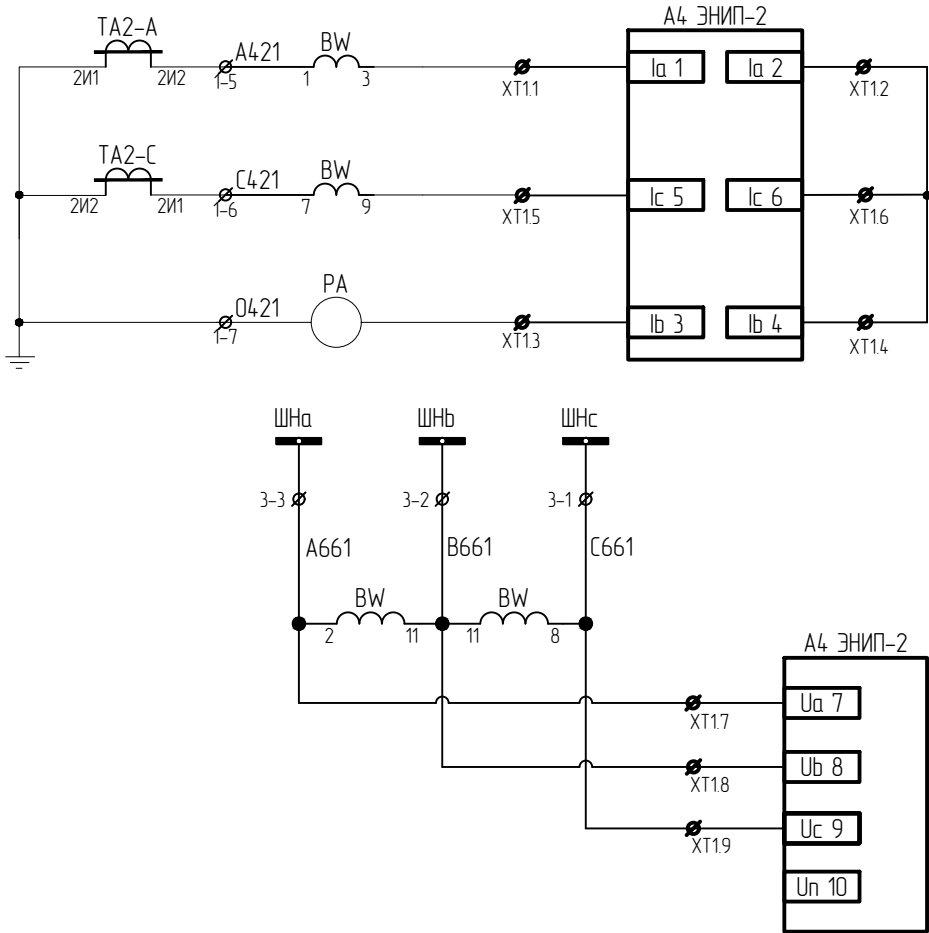 A4 ЭНИП-2
TA2-A
A421
BW
2И1
2И2
1-5
1
3
XT1.1
Ia 1
Ia 2
XT1.2
TA2-C
C421
BW
2И2
2И1
1-6
7
9
XT1.5
Ic 5
Ic 6
XT1.6
PA
O421
1-7
XT1.3
Ib 3
Ib 4
XT1.4
ШНa
ШНb
ШНc
3-3
3-2
3-1
A661
B661
C661
BW
BW
2
11
11
8
A4 ЭНИП-2
Ua 7
XT1.7
Ub 8
XT1.8
Uc 9
XT1.9
Un 10